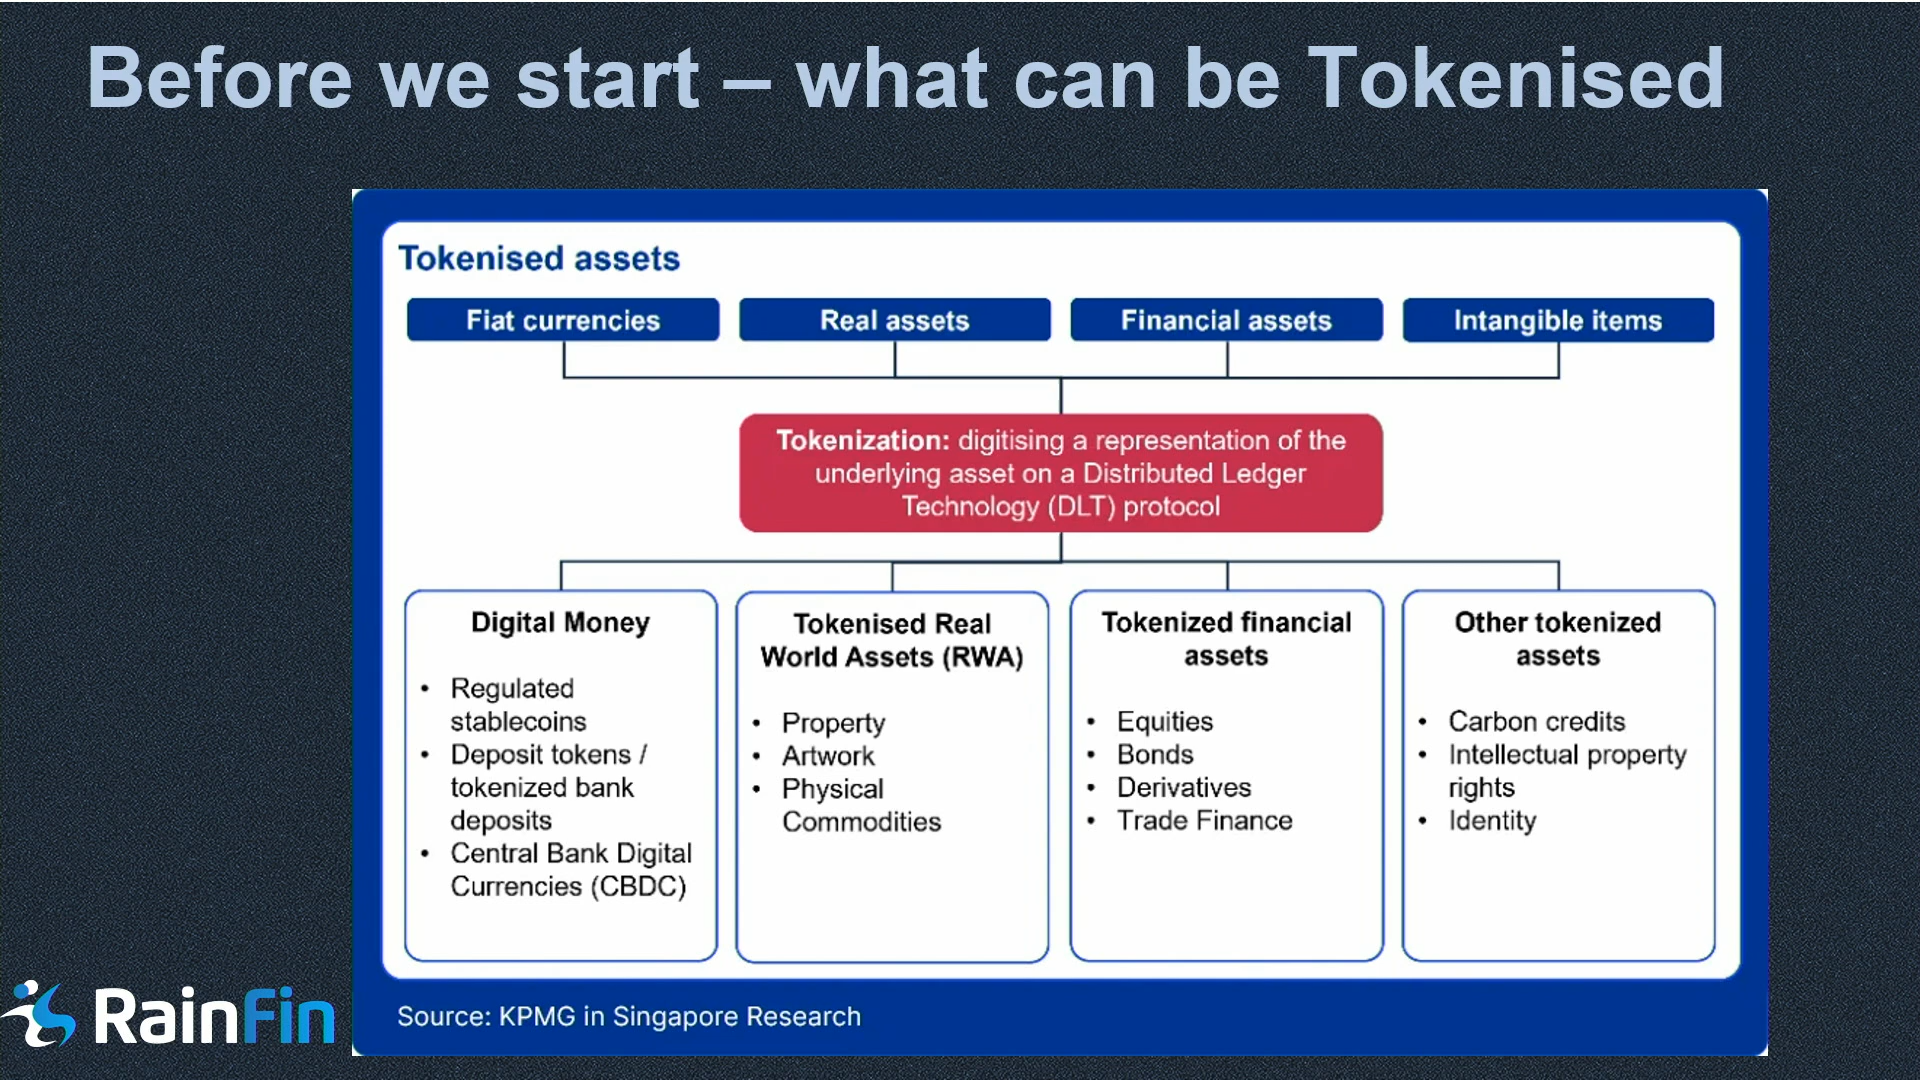 Before we start – what can be Tokenised
Tokenised assets
Fiat currencies
Real assets
Financial assets
Intangible items
Tokenization: digitising a representation of the
underlying asset on a Distributed Ledger
Technology (DLT) protocol
Digital Money
• Regulated
stablecoins
• Deposit tokens /
tokenized bank
deposits
• Central Bank Digital
Currencies (CBDC)
Tokenised Real
World Assets (RWA)
• Property
• Artwork
• Physical
Commodities
Tokenized financial
assets
• Equities
• Bonds
• Derivatives
• Trade Finance
Other tokenized
assets
• Carbon credits
• Intellectual property
rights
• Identity
Source: KPMG in Singapore Research
RainFin